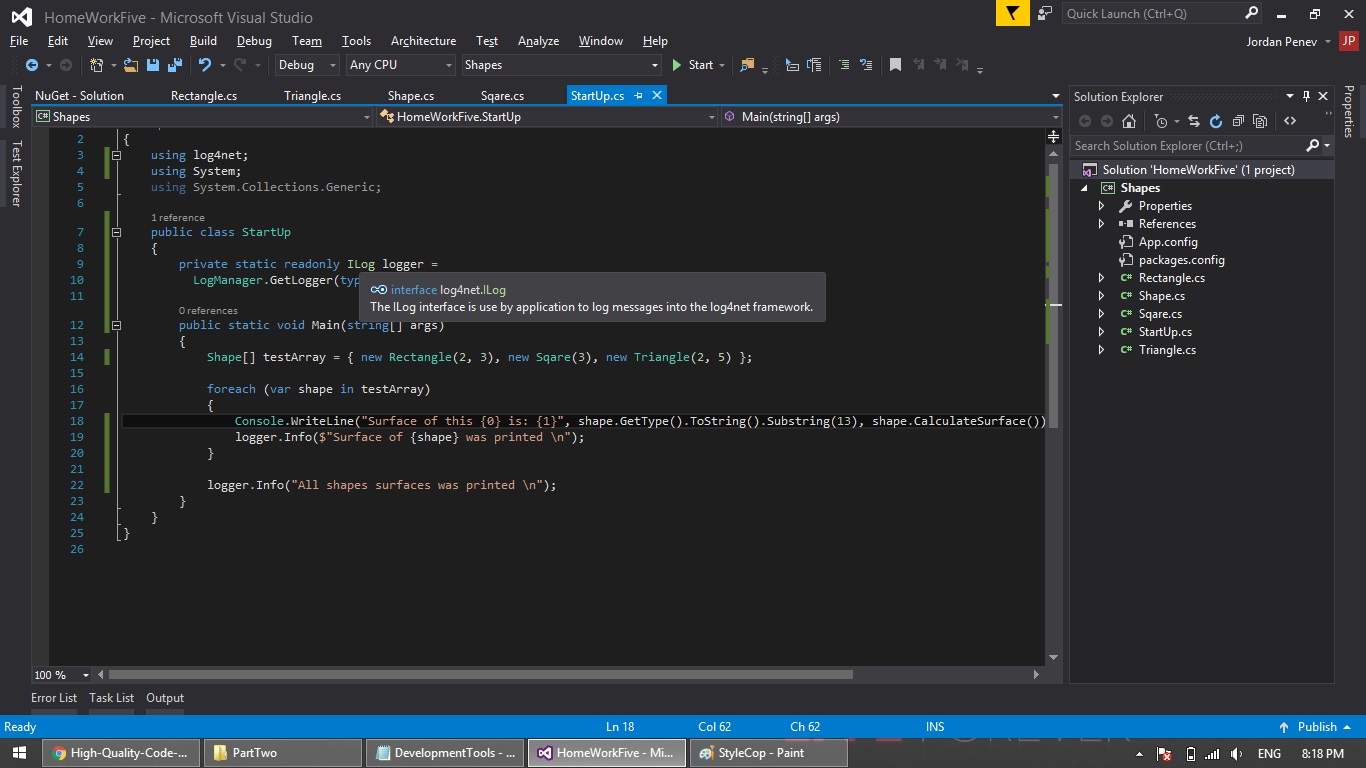 HomeWorkFive - Microsoft Visual Studio
Quick Launch (Ctrl+Q)
File Edit View Project Build Debug Team Tools Architecture Test Analyze Window Help
Jordan Penev JP
Debug Any CPU Shapes Start
NuGet - Solution Rectangle.cs Triangle.cs Shape.cs Sqare.cs StartUp.cs
Shapes HomeWorkFive.StartUp Main(string[] args)
Toolbox
Test Explorer
2 {
3 using log4net;
4 using System;
5 using System.Collections.Generic;
6
1 reference
7 public class StartUp
8 {
9 private static readonly ILog logger =
10 LogManager.GetLogger(typ
interface log4net.ILog
The ILog interface is use by application to log messages into the log4net framework.
11
0 references
12 public static void Main(string[] args)
13 {
14 Shape[] testArray = { new Rectangle(2, 3), new Sqare(3), new Triangle(2, 5) };
15
16 foreach (var shape in testArray)
17 {
18 Console.WriteLine("Surface of this {0} is: {1}", shape.GetType().ToString().Substring(13), shape.CalculateSurface())
19 logger.Info($"Surface of {shape} was printed \n");
20 }
21
22 logger.Info("All shapes surfaces was printed \n");
23 }
24 }
25 }
26
100 %
Solution Explorer
Search Solution Explorer (Ctrl+;)
Solution 'HomeWorkFive' (1 project)
Shapes
Properties
References
App.config
packages.config
Rectangle.cs
Shape.cs
Sqare.cs
StartUp.cs
Triangle.cs
Properties
Error List Task List Output
Ready Ln 18 Col 62 Ch 62 INS Publish
High-Quality-Code-... PartTwo DevelopmentTools - ... HomeWorkFive - Mi... StyleCop - Paint ENG 8:18 PM